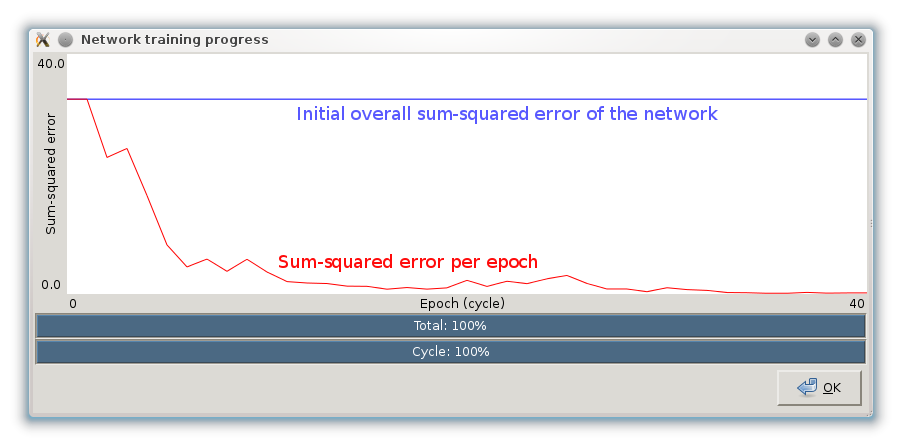 Network training progress
40.0
Initial overall sum-squared error of the network
Sum-squared error
Sum-squared error per epoch
0.0
0
Epoch (cycle)
40
Total: 100%
Cycle: 100%
OK